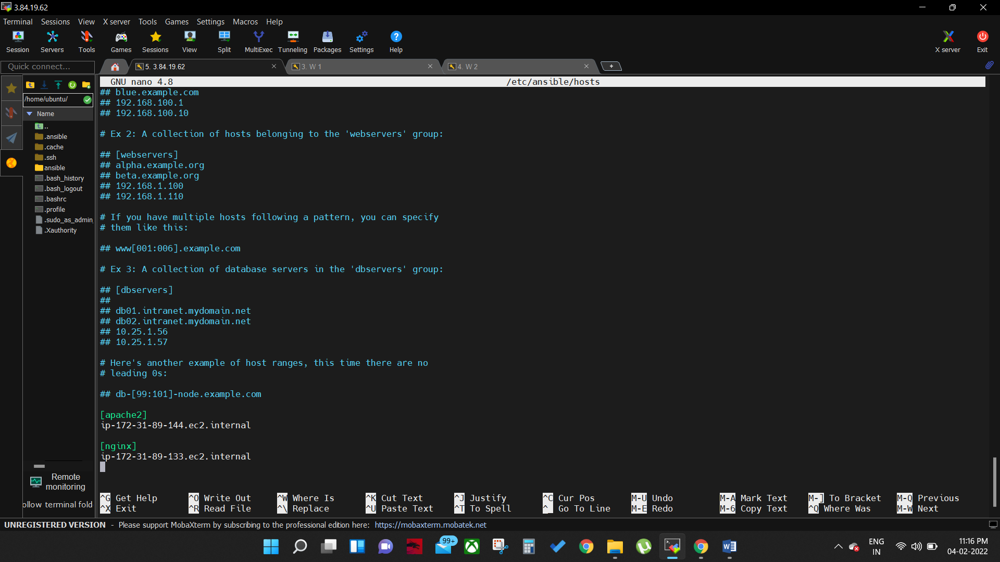 3.84.19.62
Terminal Sessions View X server Tools Games Settings Macros Help
Session Servers Tools Games Sessions View Split MultiExec Tunneling Packages Settings Help X server Exit
Quick connect... 5. 3.84.19.62 3. W 1 4. W 2
GNU nano 4.8 /etc/ansible/hosts
/home/ubuntu/
Name
..
.ansible
.cache
.ssh
ansible
.bash_history
.bash_logout
.bashrc
.profile
.sudo_as_admin
.Xauthority
Remote
monitoring
ollow terminal fold
## blue.example.com
## 192.168.100.1
## 192.168.100.10
# Ex 2: A collection of hosts belonging to the 'webservers' group:
## [webservers]
## alpha.example.org
## beta.example.org
## 192.168.1.100
## 192.168.1.110
# If you have multiple hosts following a pattern, you can specify
# them like this:
## www[001:006].example.com
# Ex 3: A collection of database servers in the 'dbservers' group:
## [dbservers]
##
## db01.intranet.mydomain.net
## db02.intranet.mydomain.net
## 10.25.1.56
## 10.25.1.57
# Here's another example of host ranges, this time there are no
# leading 0s:
## db-[99:101]-node.example.com
[apache2]
ip-172-31-89-144.ec2.internal
[nginx]
ip-172-31-89-133.ec2.internal
^G Get Help ^O Write Out ^W Where Is ^K Cut Text ^J Justify ^C Cur Pos M-U Undo M-A Mark Text M-] To Bracket M-Q Previous
^X Exit ^R Read File ^\ Replace ^U Paste Text ^T To Spell ^_ Go To Line M-E Redo M-6 Copy Text ^Q Where Was M-W Next
UNREGISTERED VERSION - Please support MobaXterm by subscribing to the professional edition here: https://mobaxterm.mobatek.net
99+
ENG
IN
11:16 PM
04-02-2022